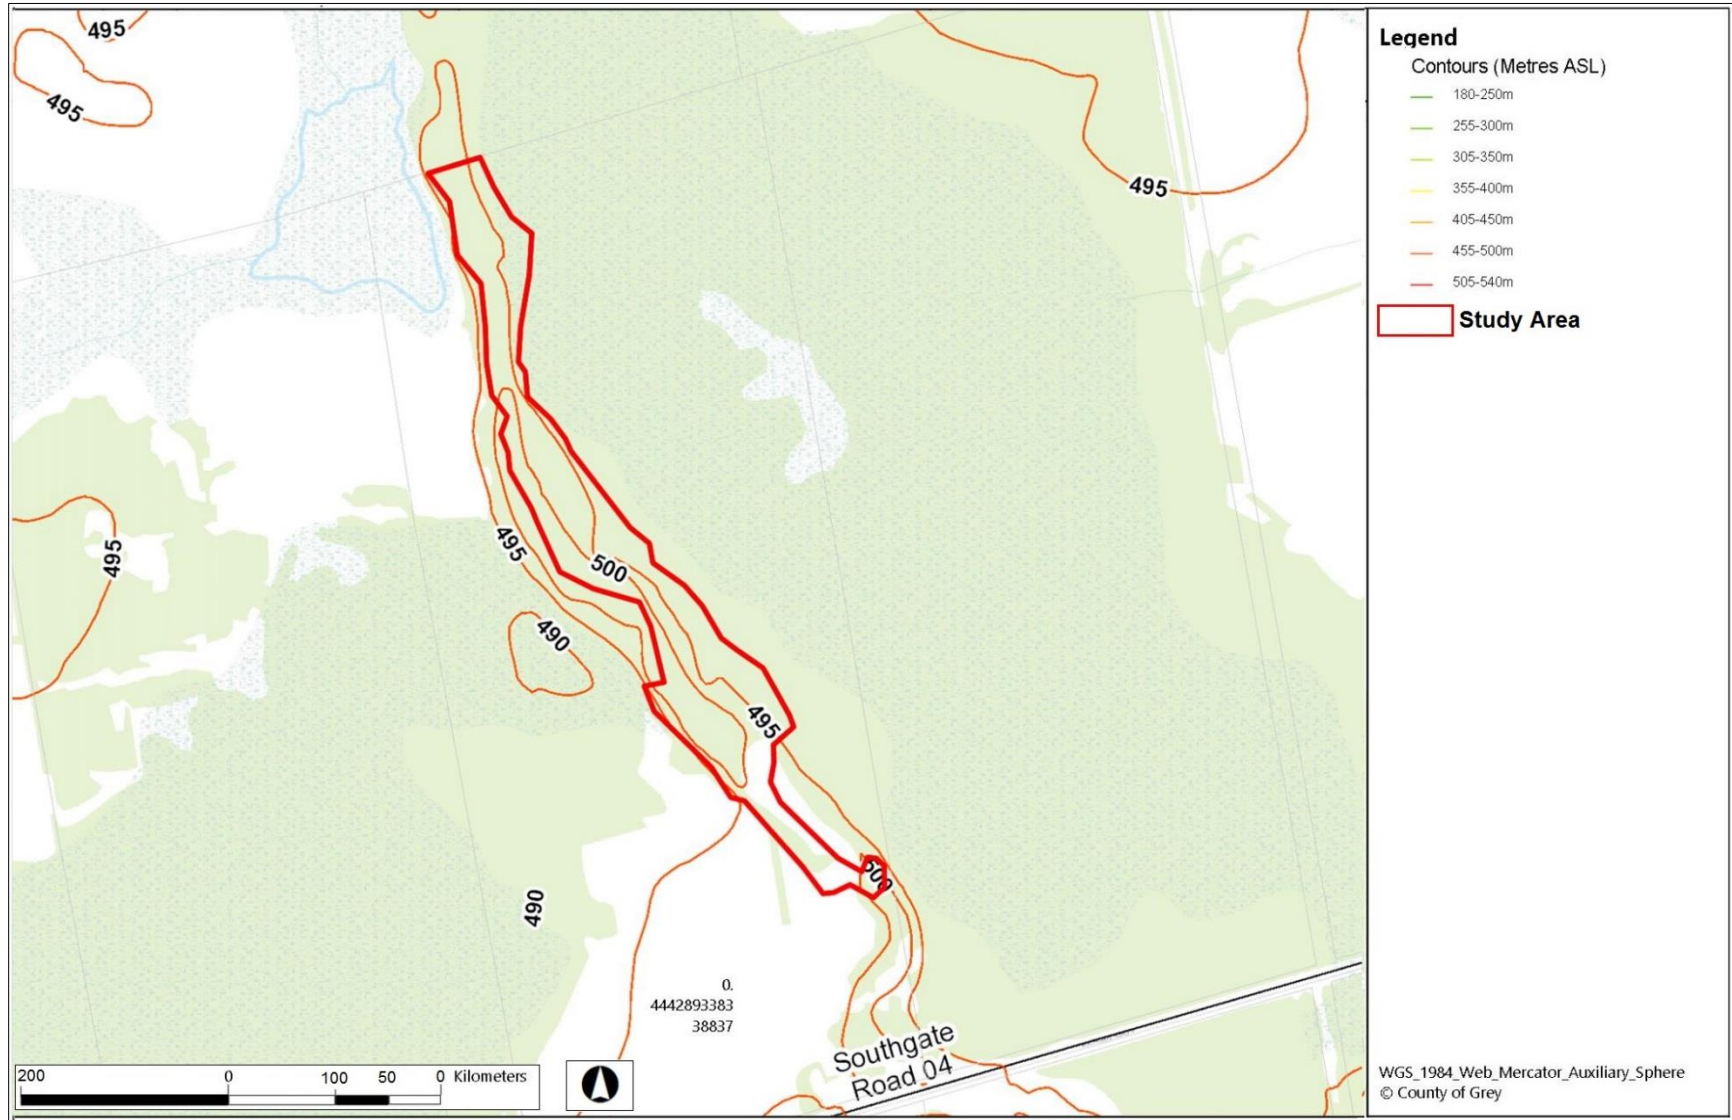 495
495
495
495
495
500
490
495
500
490
0.
4442893383
38837
Southgate
Road 04
200 0 100 50 0 Kilometers
Legend
Contours (Metres ASL)
180-250m
255-300m
305-350m
355-400m
405-450m
455-500m
505-540m
Study Area
WGS_1984_Web_Mercator_Auxiliary_Sphere
© County of Grey